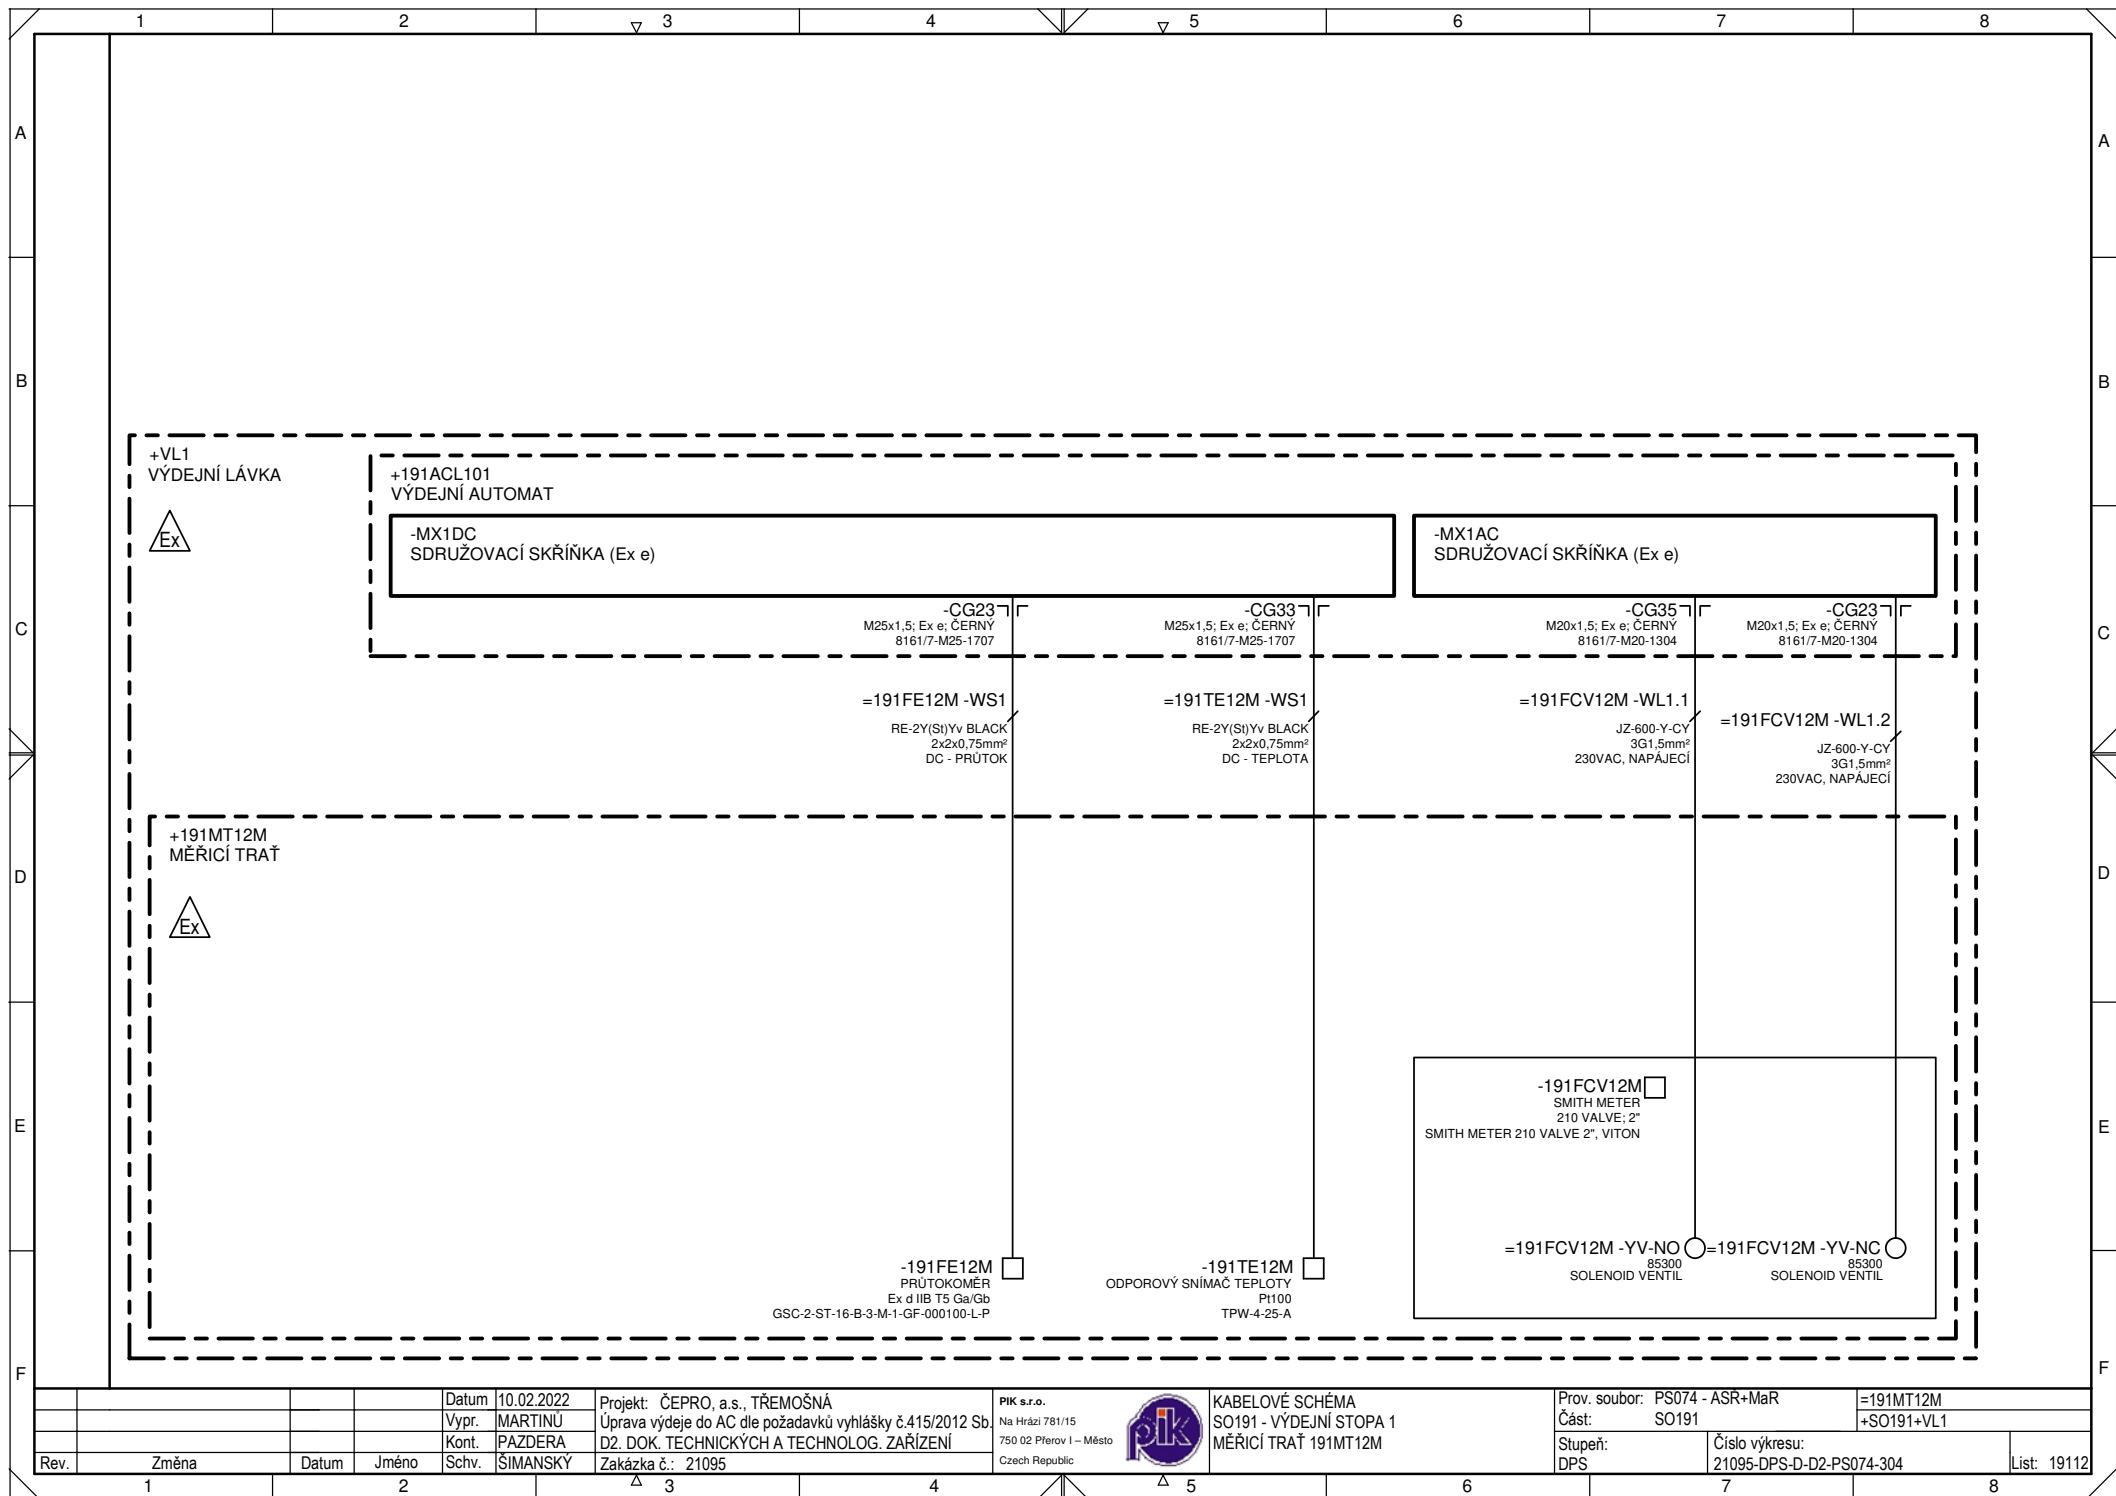 1 2 3 4 5 6 7 8
A A
B B
C C
D D
E E
F F
+VL1
VÝDEJNÍ LÁVKA
Ex
+191ACL101
VÝDEJNÍ AUTOMAT
-MX1DC
SDRUŽOVACÍ SKŘÍŇKA (Ex e)
-MX1AC
SDRUŽOVACÍ SKŘÍŇKA (Ex e)
-CG23
M25x1,5; Ex e; ČERNÝ
8161/7-M25-1707
-CG33
M25x1,5; Ex e; ČERNÝ
8161/7-M25-1707
-CG35
M20x1,5; Ex e; ČERNÝ
8161/7-M20-1304
-CG23
M20x1,5; Ex e; ČERNÝ
8161/7-M20-1304
=191FE12M -WS1
RE-2Y(St)Yv BLACK
2x2x0,75mm²
DC - PRŮTOK
=191TE12M -WS1
RE-2Y(St)Yv BLACK
2x2x0,75mm²
DC - TEPLOTA
=191FCV12M -WL1.1
JZ-600-Y-CY
3G1,5mm²
230VAC, NAPÁJECÍ
=191FCV12M -WL1.2
JZ-600-Y-CY
3G1,5mm²
230VAC, NAPÁJECÍ
+191MT12M
MĚŘICÍ TRAŤ
Ex
-191FCV12M
SMITH METER
210 VALVE; 2"
SMITH METER 210 VALVE 2", VITON
-191FE12M
PRŮTOKOMĚR
Ex d IIB T5 Ga/Gb
GSC-2-ST-16-B-3-M-1-GF-000100-L-P
-191TE12M
ODPOROVÝ SNÍMAČ TEPLOTY
Pt100
TPW-4-25-A
=191FCV12M -YV-NO
85300
SOLENOID VENTIL
=191FCV12M -YV-NC
85300
SOLENOID VENTIL
Rev. Změna Datum Jméno
Datum 10.02.2022
Vypr. MARTINŮ
Kont. PAZDERA
Schv. ŠIMANSKÝ
Projekt: ČEPRO, a.s., TŘEMOŠNÁ
Úprava výdeje do AC dle požadavků vyhlášky č.415/2012 Sb.
D2. DOK. TECHNICKÝCH A TECHNOLOG. ZAŘÍZENÍ
Zakázka č.: 21095
PIK s.r.o.
Na Hrázi 781/15
750 02 Přerov I – Město
Czech Republic
pik
KABELOVÉ SCHÉMA
SO191 - VÝDEJNÍ STOPA 1
MĚŘICÍ TRAŤ 191MT12M
Prov. soubor: PS074 - ASŘ+MaR
Část: SO191
=191MT12M
+SO191+VL1
Stupeň:
DPS
Číslo výkresu:
21095-DPS-D-D2-PS074-304
List: 19112
1 2 3 4 5 6 7 8